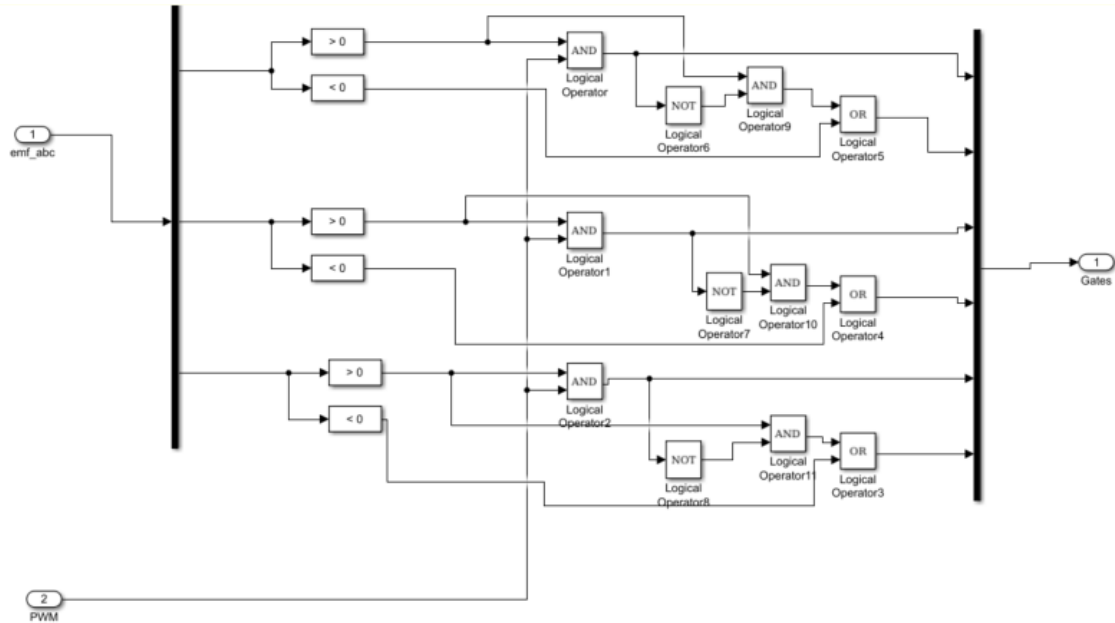 > 0
AND
Logical
Operator
< 0
NOT
Logical
Operator6
AND
Logical
Operator9
OR
Logical
Operator5
1
emf_abc
> 0
AND
Logical
Operator1
< 0
NOT
Logical
Operator7
AND
Logical
Operator10
OR
Logical
Operator4
1
Gates
> 0
AND
Logical
Operator2
< 0
NOT
Logical
Operator8
AND
Logical
Operator11
OR
Logical
Operator3
2
PWM